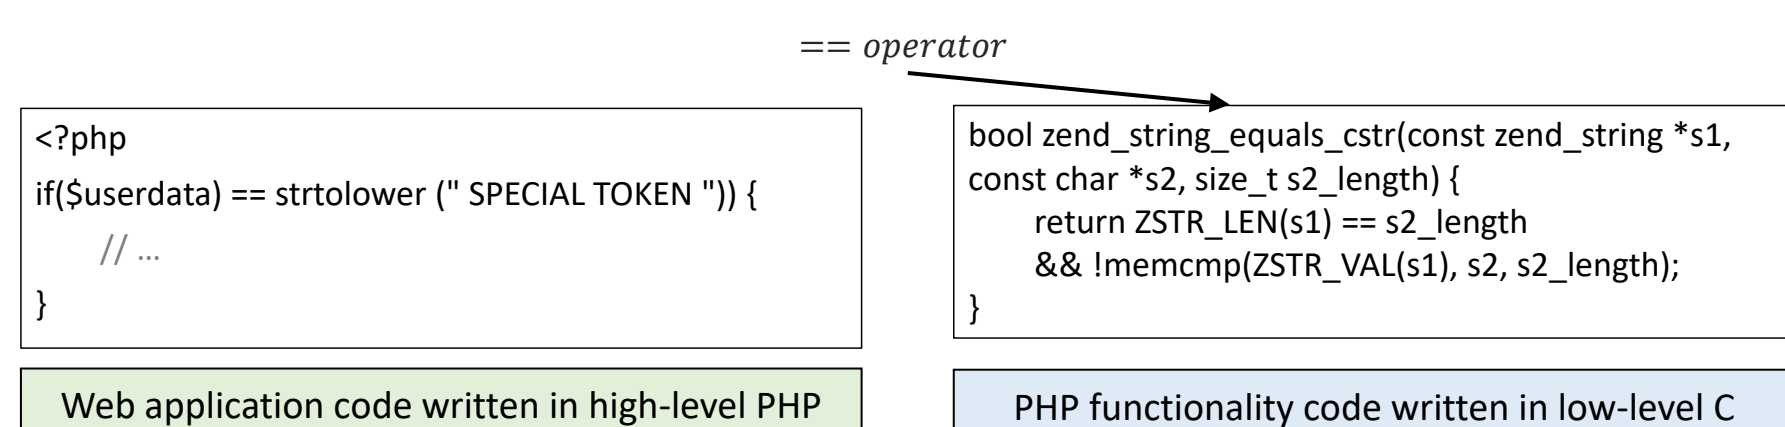 == operator
<?php
if($userdata) == strtolower (" SPECIAL TOKEN ")) {
// ...
}
Web application code written in high-level PHP
bool zend_string_equals_cstr(const zend_string *s1,
const char *s2, size_t s2_length) {
return ZSTR_LEN(s1) == s2_length
&& !memcmp(ZSTR_VAL(s1), s2, s2_length);
}
PHP functionality code written in low-level C